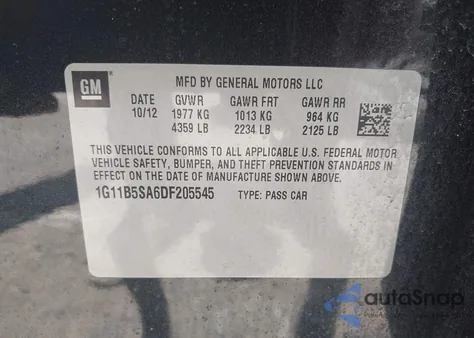 GM
MFD BY GENERAL MOTORS LLC
DATE GVWR GAWR FRT GAWR RR
10/12 1977 KG 1013 KG 964 KG
4359 LB 2234 LB 2125 LB
THIS VEHICLE CONFORMS TO ALL APPLICABLE U.S. FEDERAL MOTOR
VEHICLE SAFETY, BUMPER, AND THEFT PREVENTION STANDARDS IN
EFFECT ON THE DATE OF MANUFACTURE SHOWN ABOVE.
1G11B5SA6DF205545 TYPE: PASS CAR
autoSnap